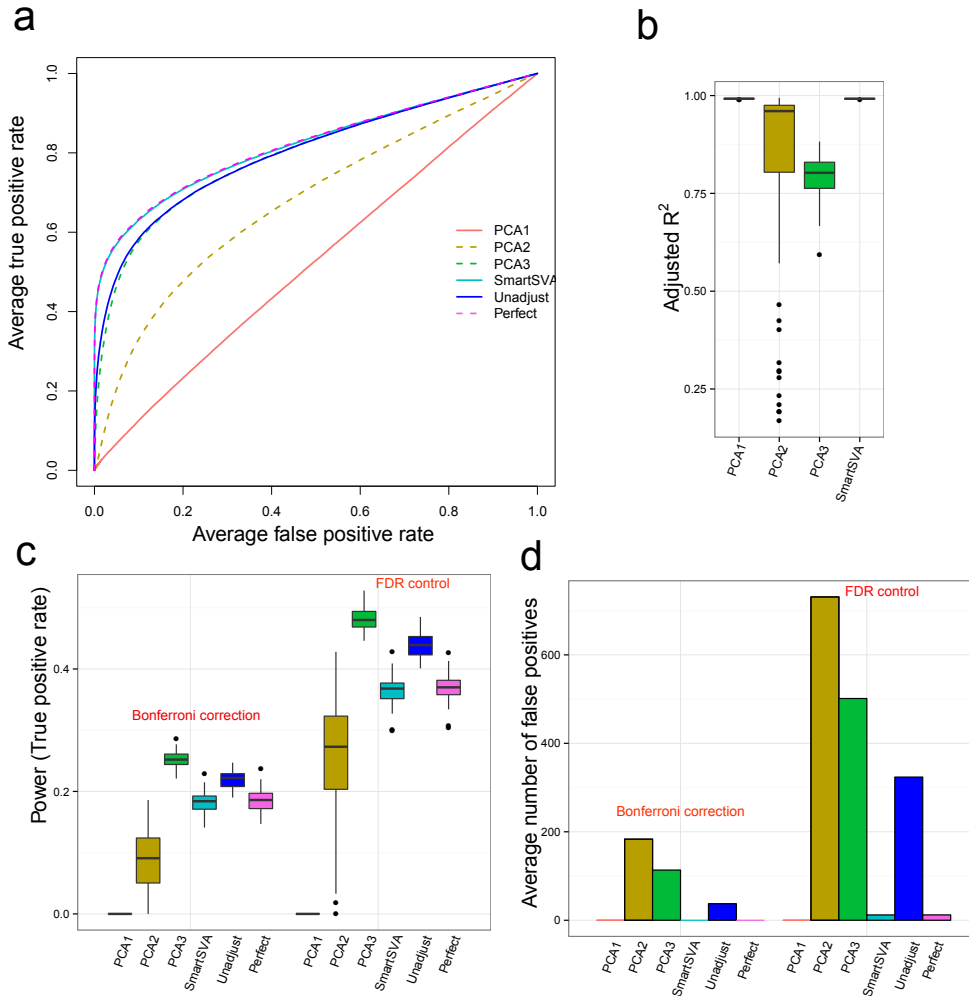 a
Average true positive rate
1.0
0.8
0.6
0.4
0.2
0.0
0.0 0.2 0.4 0.6 0.8 1.0
Average false positive rate
PCA1
PCA2
PCA3
SmartSVA
Unadjust
Perfect
b
Adjusted R²
1.00
0.75
0.50
0.25
PCA1 PCA2 PCA3 SmartSVA
c
Power (True positive rate)
0.4
0.2
0.0
Bonferroni correction
FDR control
PCA1 PCA2 PCA3 SmartSVA Unadjust Perfect PCA1 PCA2 PCA3 SmartSVA Unadjust Perfect
d
Average number of false positives
600
400
200
0
Bonferroni correction
FDR control
PCA1 PCA2 PCA3 SmartSVA Unadjust Perfect PCA1 PCA2 PCA3 SmartSVA Unadjust Perfect